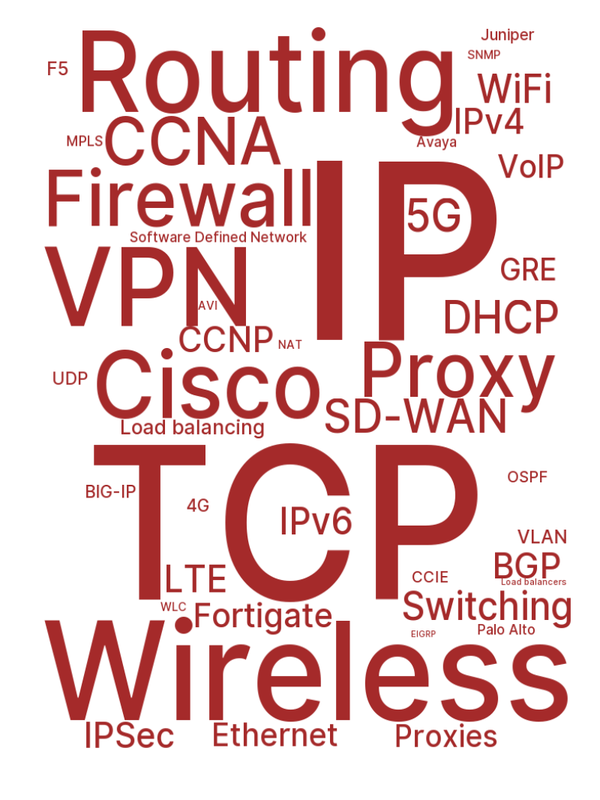 Juniper
F5
Routing
SNMP
WiFi
IPv4
MPLS
CCNA
Avaya
VoIP
Firewall
IP
5G
Software Defined Network
VPN
GRE
AVI
DHCP
CCNP
NAT
Proxy
UDP
Cisco
SD-WAN
Load balancing
TCP
OSPF
BIG-IP
4G
IPv6
VLAN
BGP
LTE
CCIE
Load balancers
WLC
Fortigate
Switching
EIGRP
Palo Alto
Wireless
IPSec
Ethernet
Proxies